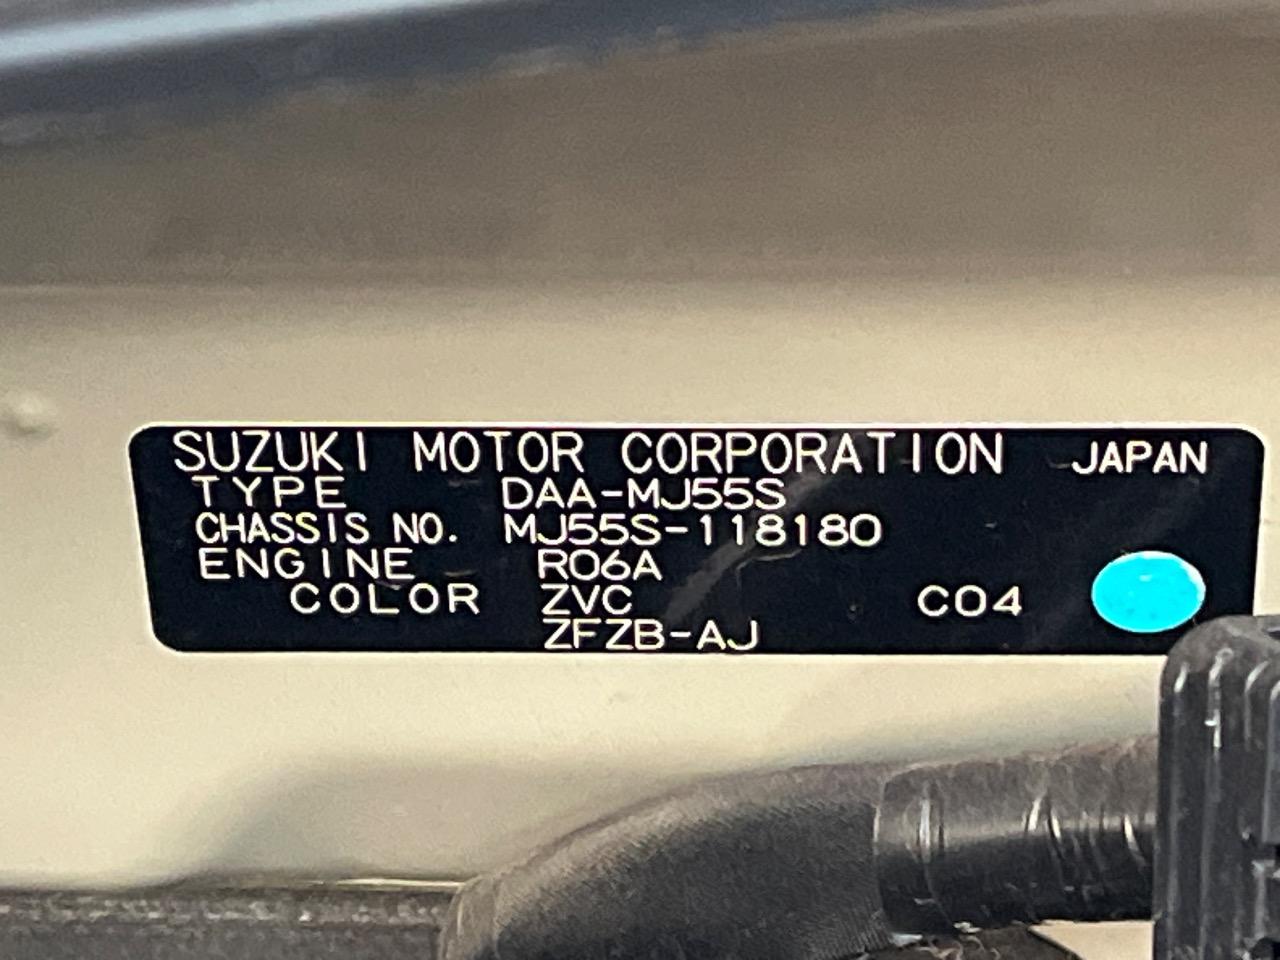 SUZUKI MOTOR CORPORATION JAPAN
TYPE DAA-MJ55S
CHASSIS NO. MJ55S-118180
ENGINE R06A
COLOR ZVC C04
ZFZB-AJ